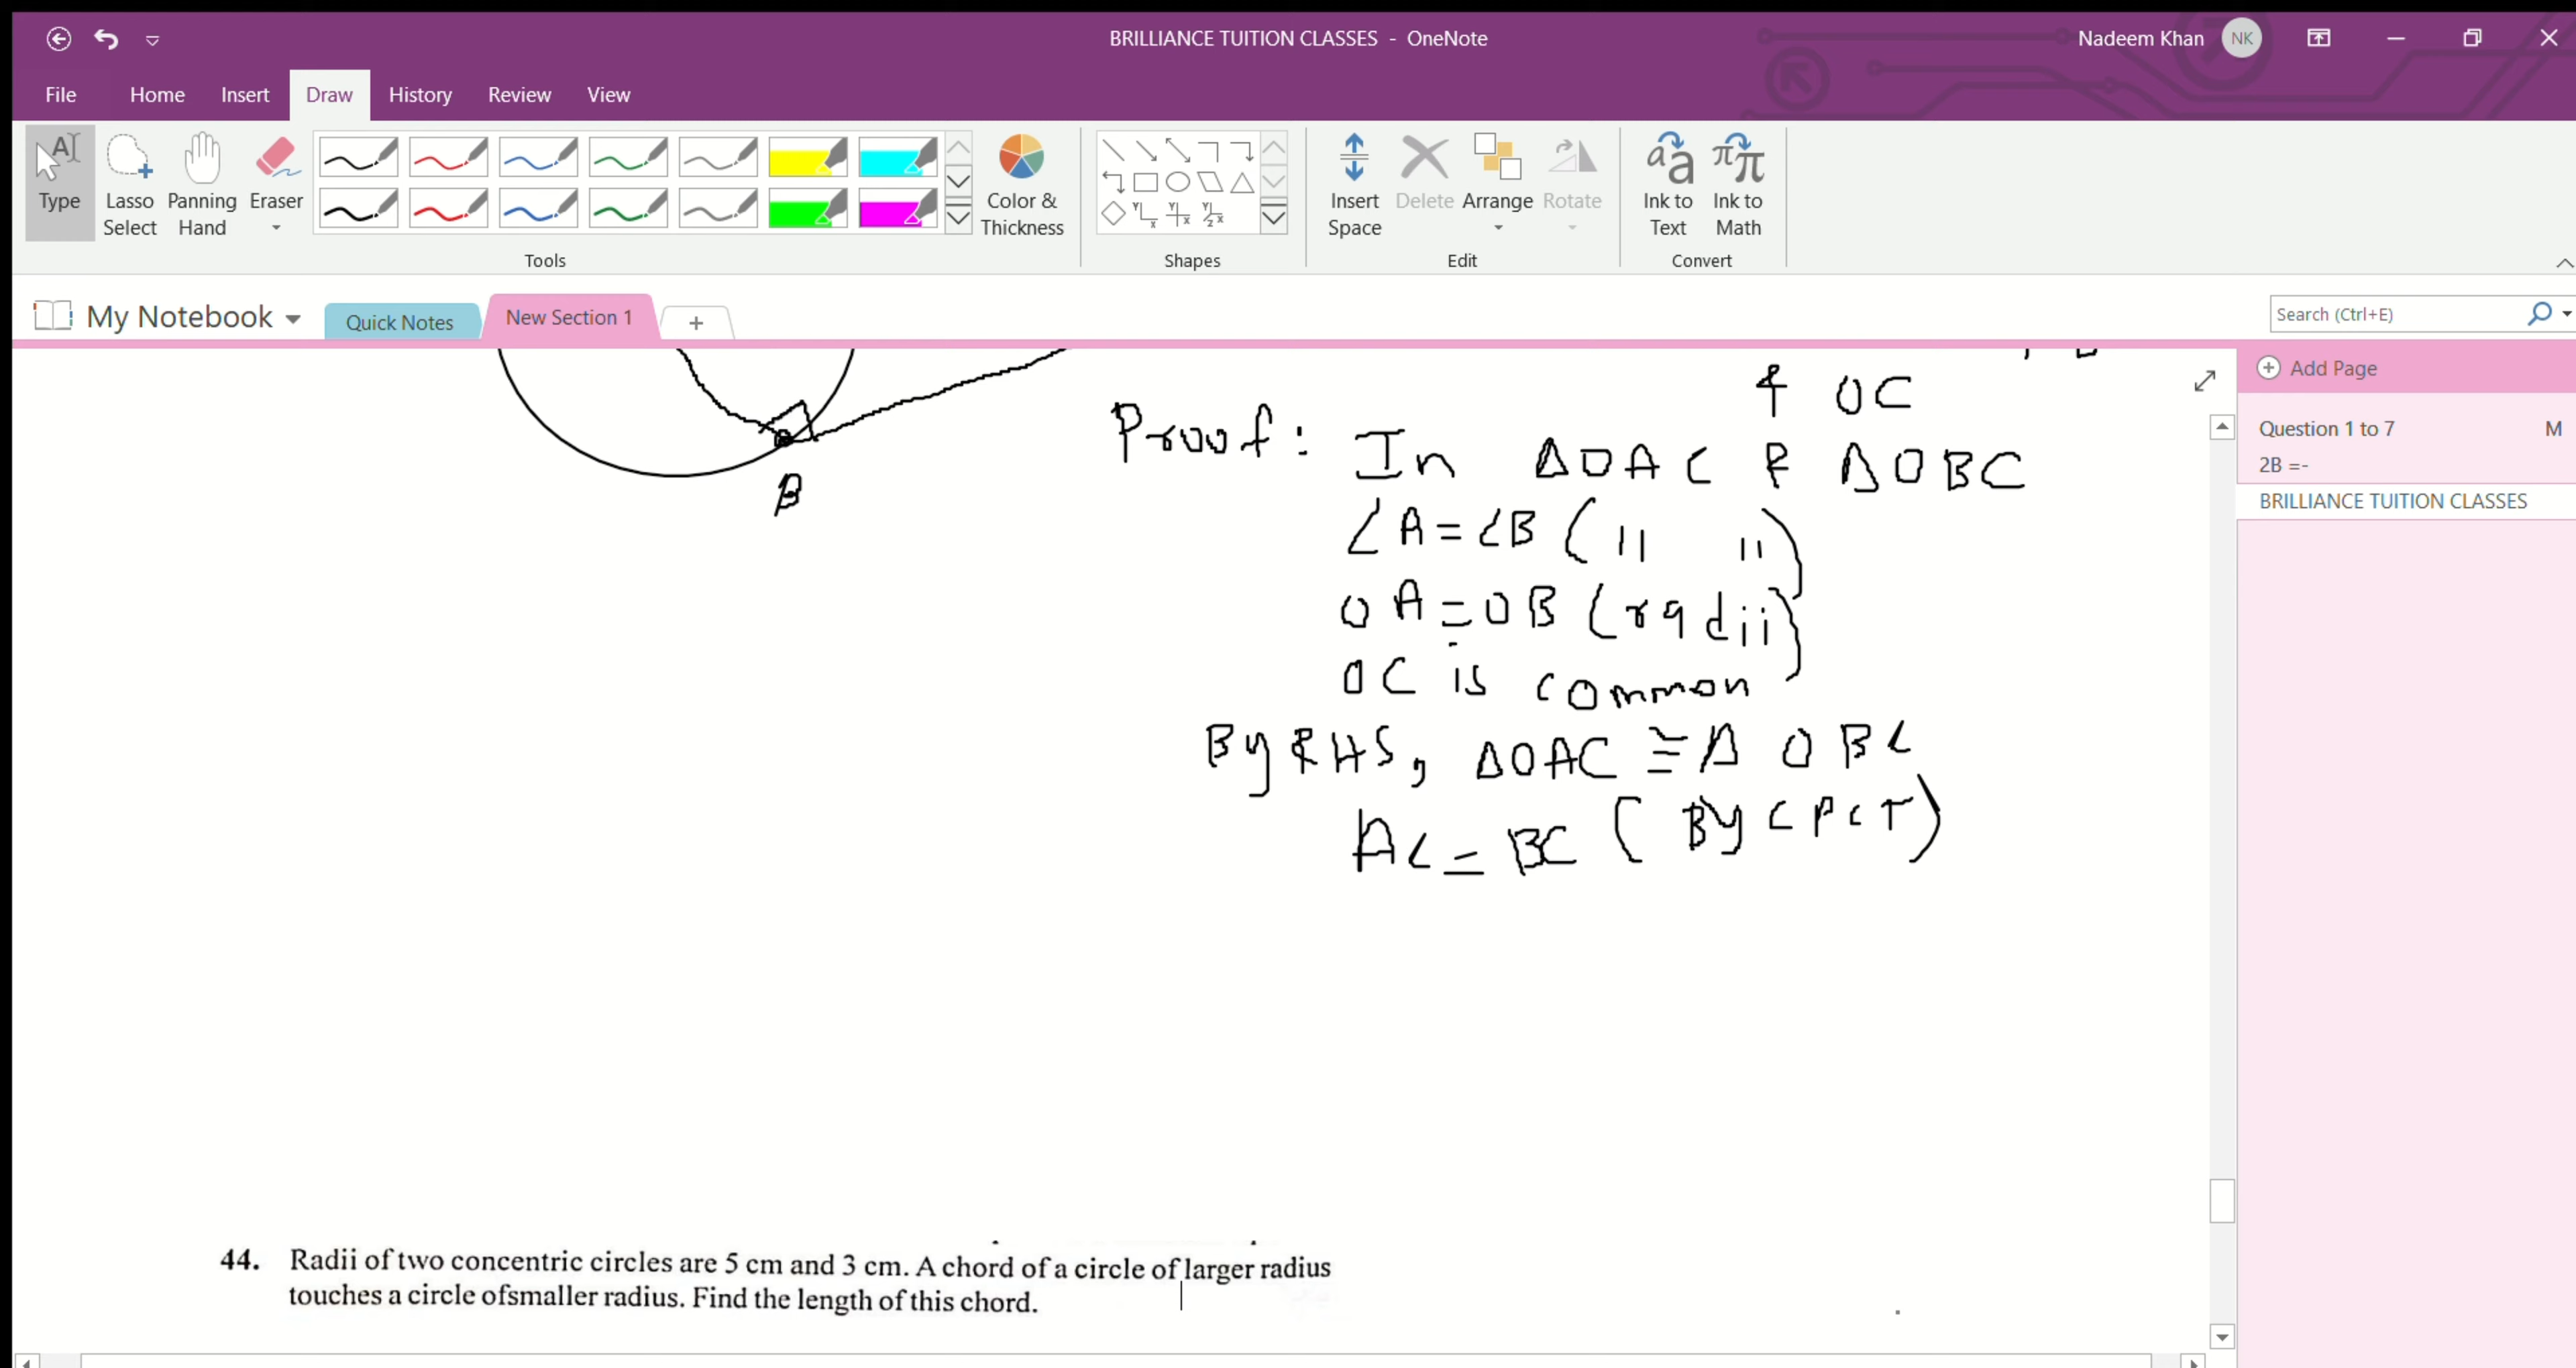 BRILLIANCE TUITION CLASSES - OneNote
Nadeem Khan NK
File Home Insert Draw History Review View
Type Lasso Select Panning Hand Eraser Color & Thickness Insert Space Delete Arrange Rotate Ink to Text Ink to Math
Tools Shapes Edit Convert
My Notebook Quick Notes New Section 1 + Search (Ctrl+E)
Add Page
Question 1 to 7 M
2B =-
BRILLIANCE TUITION CLASSES
& OC
Proof: In ΔOAC & ΔOBC
∠A=∠B (11 11)
OA=OB (radii)
OC is common
By RHS, ΔOAC ≅ Δ OBC
AC=BC (By CPCT)
B
44. Radii of two concentric circles are 5 cm and 3 cm. A chord of a circle of larger radius
touches a circle ofsmaller radius. Find the length of this chord.